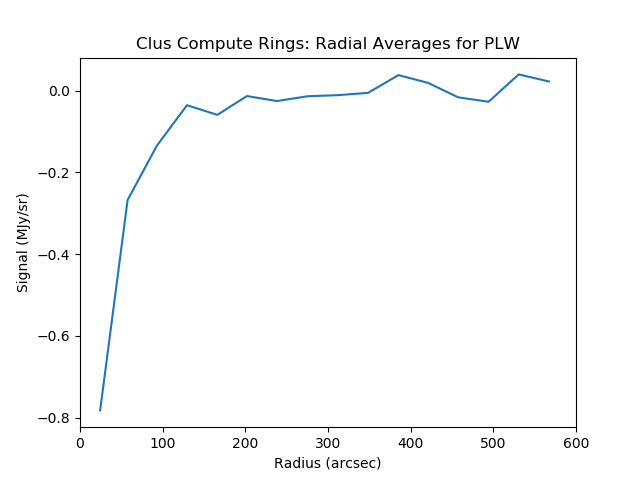 Clus Compute Rings: Radial Averages for PLW
Signal (MJy/sr)
0.0
−0.2
−0.4
−0.6
−0.8
0 100 200 300 400 500 600
Radius (arcsec)